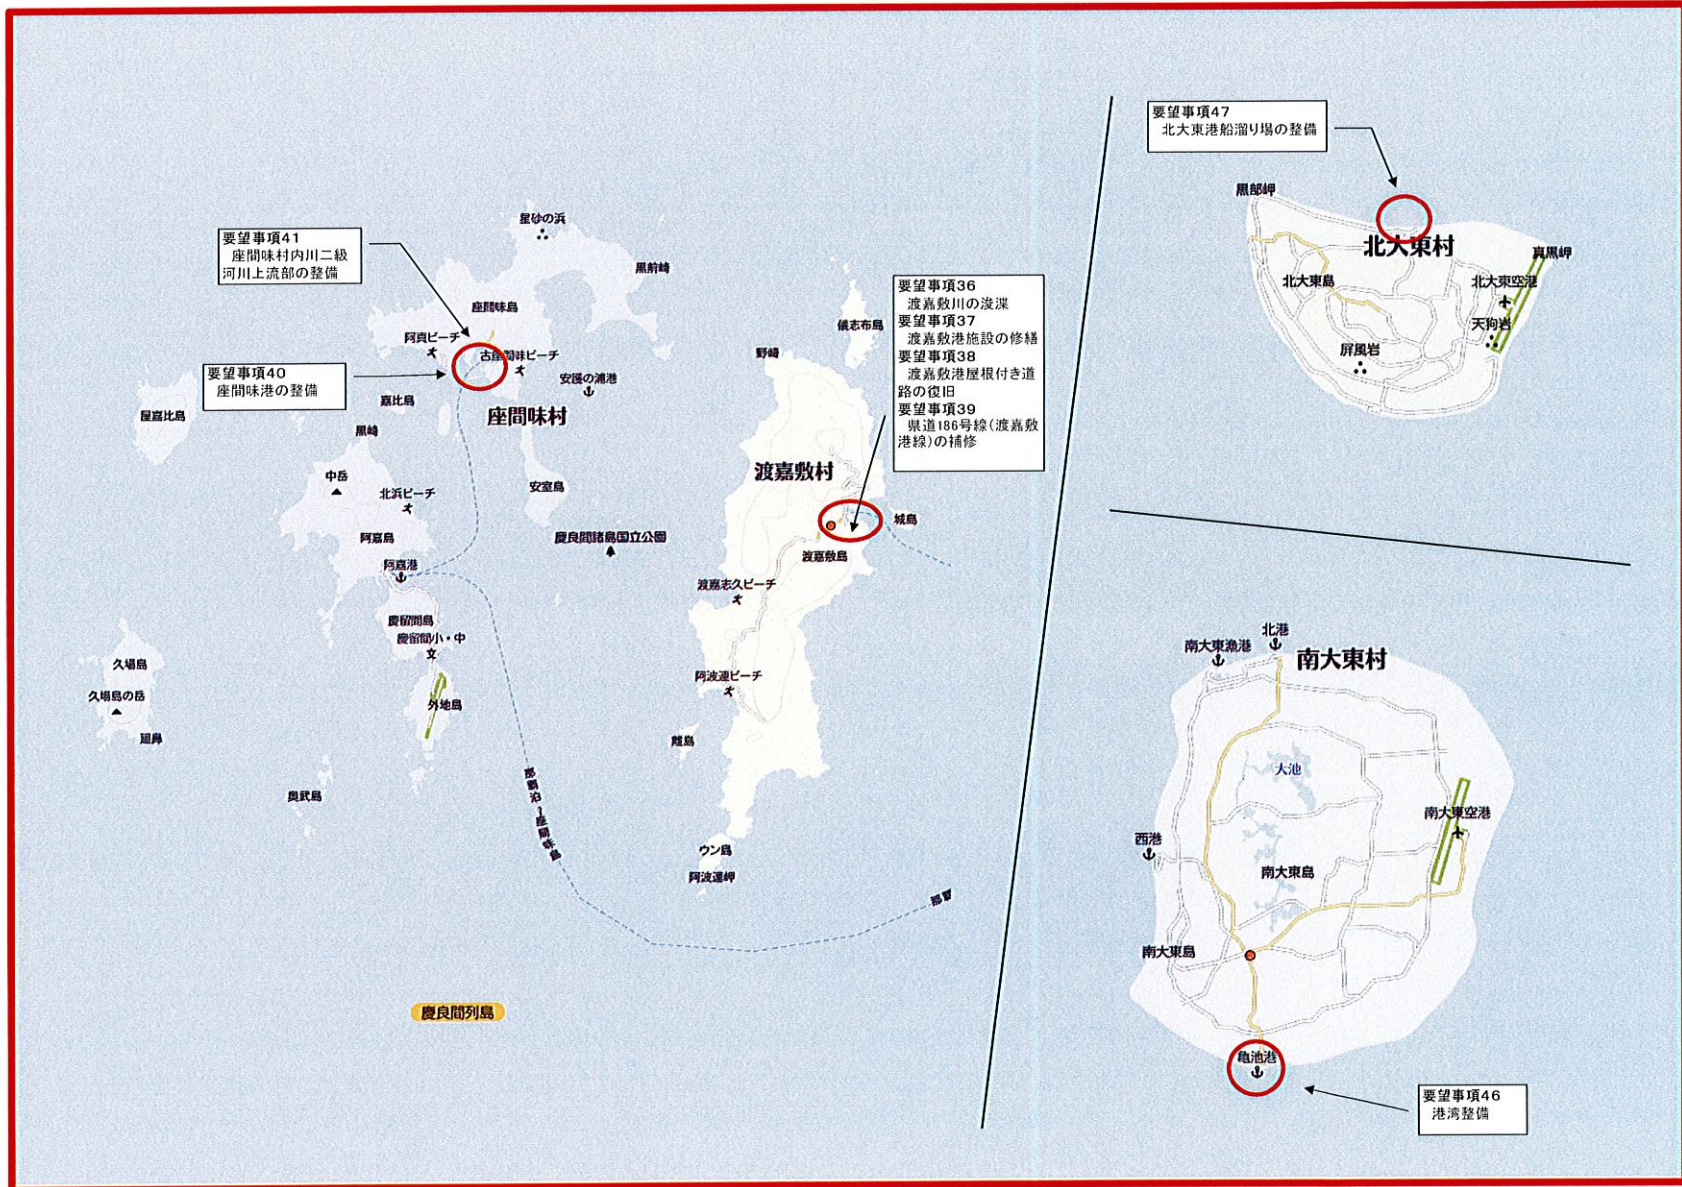 要望事項47
北大東港船溜り場の整備
黒部岬
北大東村
真黒岬
北大東島
北大東空港
天狗岩
屏風岩
星砂の浜
要望事項41
座間味村内川二級
河川上流部の整備
黒前崎
座間味島
阿真ビーチ
古座間味ビーチ
安護の浦港
要望事項40
座間味港の整備
嘉比島
屋嘉比島
座間味村
黒崎
中岳
北浜ビーチ
安室島
阿嘉島
慶良間諸島国立公園
阿嘉港
慶留間島
慶留間小・中
文
久場島
久場島の岳
外地島
奥武島
要望事項36
渡嘉敷川の浚渫
要望事項37
渡嘉敷港施設の修繕
要望事項38
渡嘉敷港屋根付き道
路の復旧
要望事項39
県道186号線(渡嘉敷
港線)の補修
儀志布島
野崎
渡嘉敷村
城島
渡嘉敷島
渡嘉志久ビーチ
阿波連ビーチ
離島
ウン島
阿波連岬
那覇泊ー座間味島
那覇
慶良間列島
北港
南大東漁港
南大東村
大池
南大東空港
西港
南大東島
南大東島
亀池港
要望事項46
港湾整備